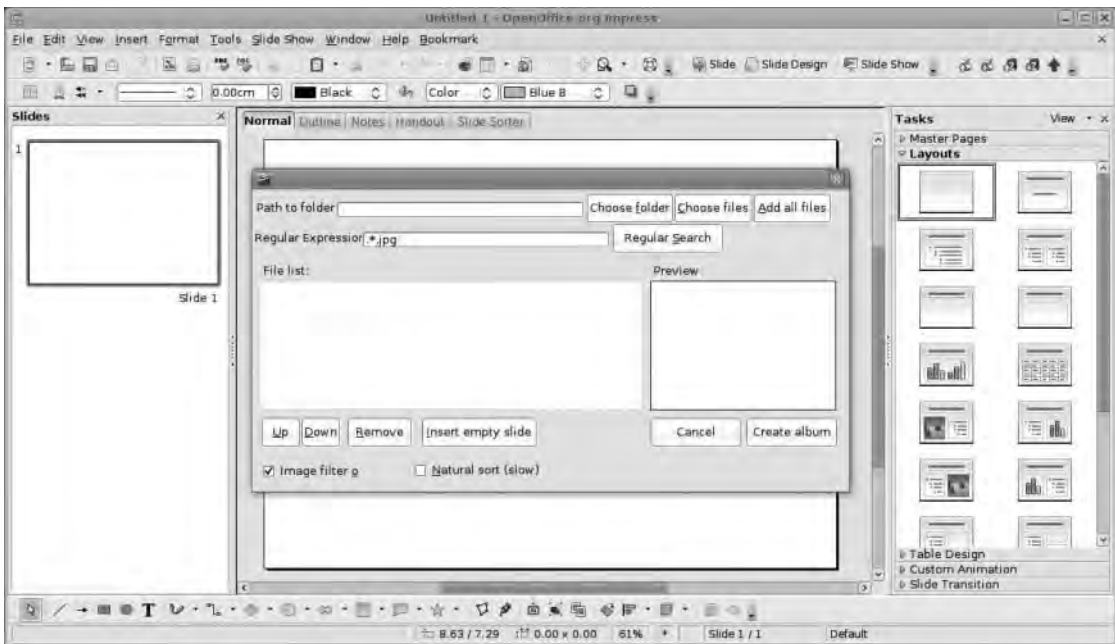 Untitled 1 - OpenOffice.org Impress
File Edit View Insert Format Tools Slide Show Window Help Bookmark
Slide Slide Design Slide Show
0.00cm Black Color Blue 8
Slides
1
Slide 1
Normal Outline Notes Handout Slide Sorter
Path to folder Choose folder Choose files Add all files
Regular Expression .*.jpg Regular Search
File list: Preview
Up Down Remove Insert empty slide Cancel Create album
Image filter o Natural sort (slow)
Tasks View
Master Pages
Layouts
Table Design
Custom Animation
Slide Transition
8.63 / 7.29 0.00 x 0.00 61% * Slide 1 / 1 Default